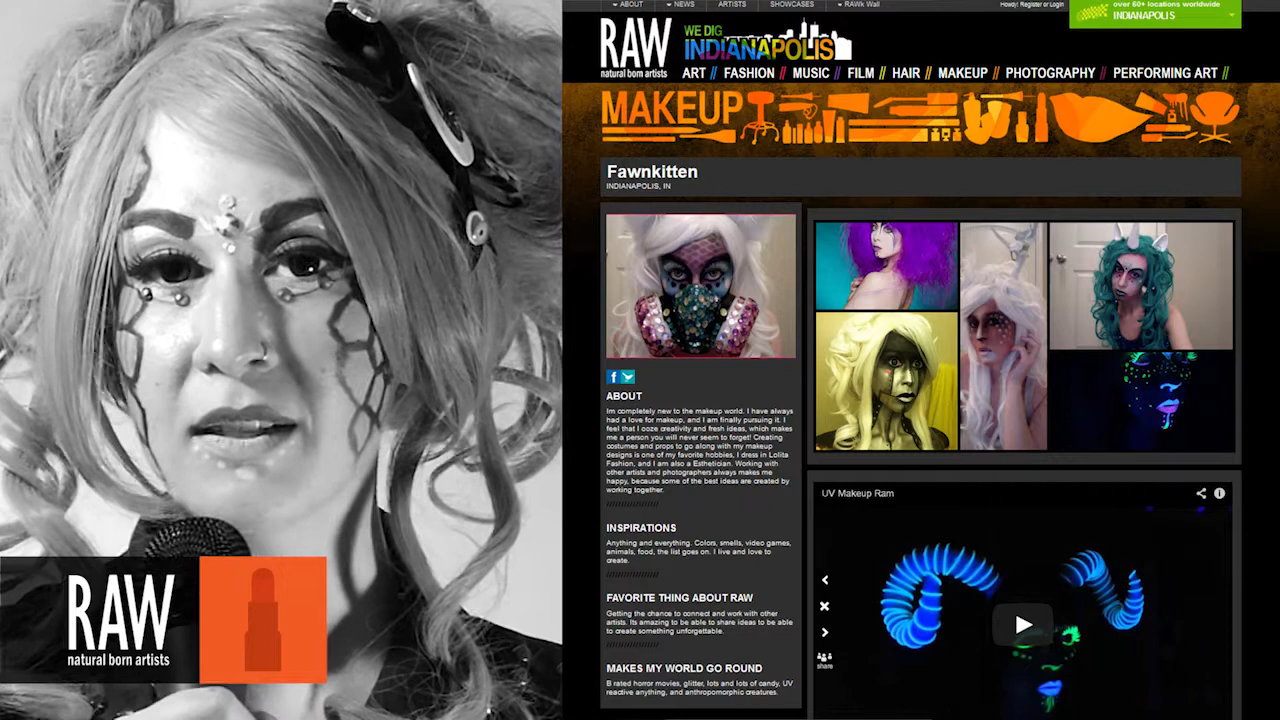 ABOUT
NEWS
ARTISTS
SHOWCASES
RAWk Wall
Howdy! Register or Login
over 60+ locations worldwide
INDIANAPOLIS
RAW
natural born artists
WE DIG
INDIANAPOLIS
ART // FASHION // MUSIC // FILM // HAIR // MAKEUP // PHOTOGRAPHY // PERFORMING ART //
MAKEUP
Fawnkitten
INDIANAPOLIS, IN
f
ABOUT
Im completely new to the makeup world. I have always
had a love for makeup, and I am finally pursuing it. I
feel that I ooze creativity and fresh ideas, which makes
me a person you will never seem to forget! Creating
costumes and props to go along with my makeup
designs is one of my favorite hobbies, I dress in Lolita
Fashion, and I am also a Esthetician. Working with
other artists and photographers always makes me
happy, because some of the best ideas are created by
working together.
INSPIRATIONS
Anything and everything. Colors, smells, video games,
animals, food, the list goes on. I live and love to
create.
FAVORITE THING ABOUT RAW
Getting the chance to connect and work with other
artists. Its amazing to be able to share ideas to be able
to create something unforgettable.
MAKES MY WORLD GO ROUND
B rated horror movies, glitter, lots and lots of candy, UV
reactive anything, and anthropomorphic creatures.
UV Makeup Ram
share
RAW
natural born artists